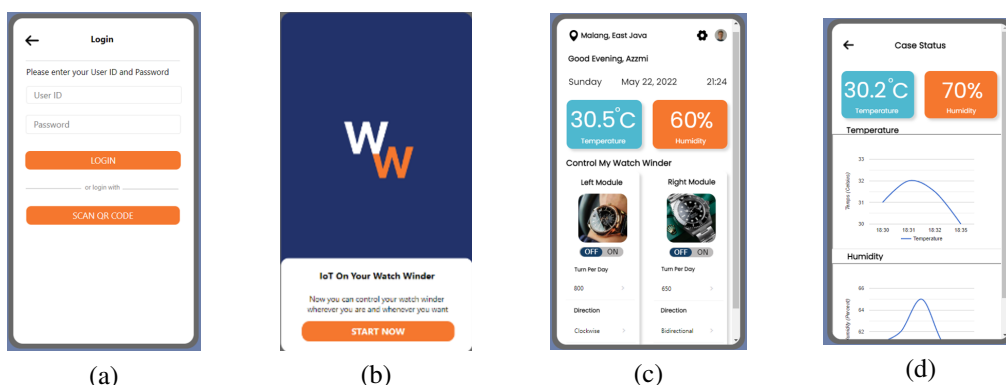 Login
Please enter your User ID and Password
User ID
Password
LOGIN
or login with
SCAN QR CODE
(a)
W
W
IoT On Your Watch Winder
Now you can control your watch winder
wherever you are and whenever you want
START NOW
(b)
Malang, East Java
Good Evening, Azzmi
Sunday May 22, 2022 21:24
30.5°C
Temperature
60%
Humidity
Control My Watch Winder
Left Module
OFF ON
Turn Per Day
800
Direction
Clockwise
Right Module
OFF ON
Turn Per Day
650
Direction
Bidirectional
(c)
Case Status
30.2°C
Temperature
70%
Humidity
Temperature
Temps (Celsius)
33
32
31
30
18:30 18:31 18:32 18:35
Temperature
Humidity
66
64
62
(d)